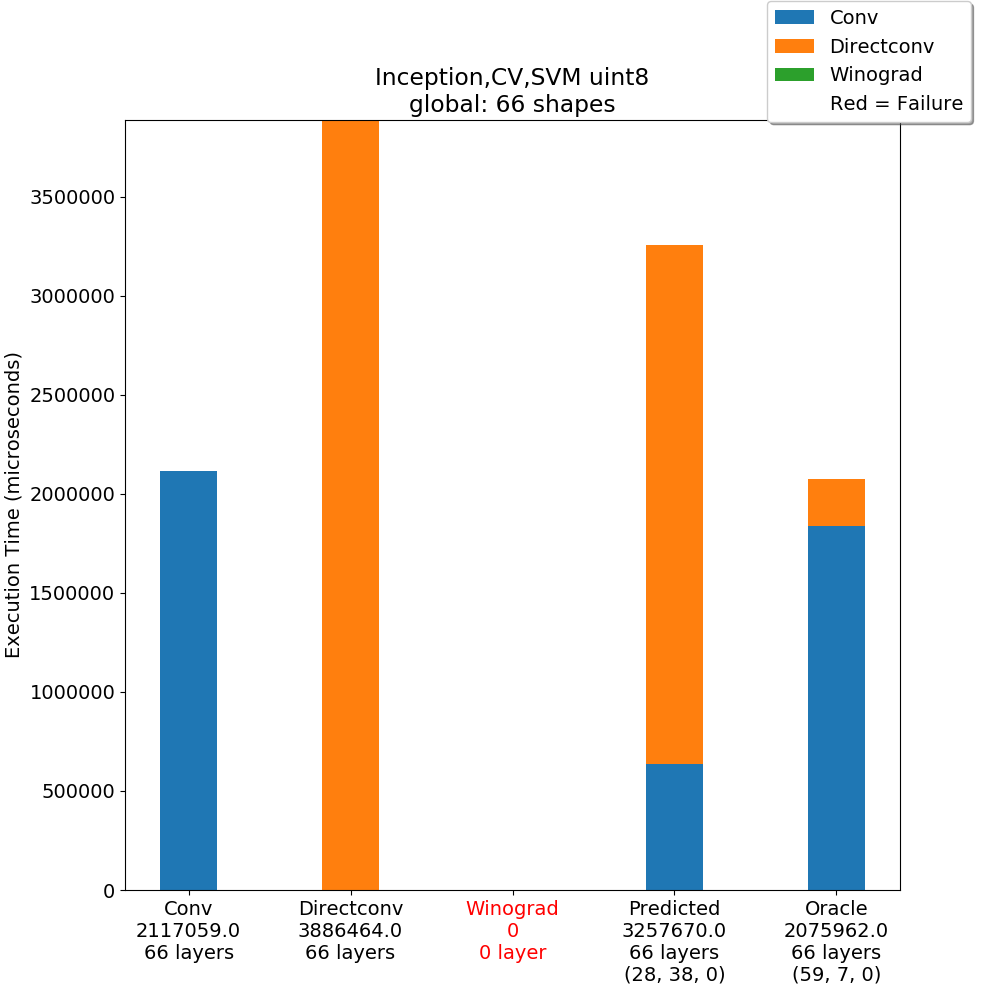 Conv
Directconv
Winograd
Red = Failure
Inception,CV,SVM uint8
global: 66 shapes
Execution Time (microseconds)
3500000
3000000
2500000
2000000
1500000
1000000
500000
0
Conv
2117059.0
66 layers
Directconv
3886464.0
66 layers
Winograd
0
0 layer
Predicted
3257670.0
66 layers
(28, 38, 0)
Oracle
2075962.0
66 layers
(59, 7, 0)